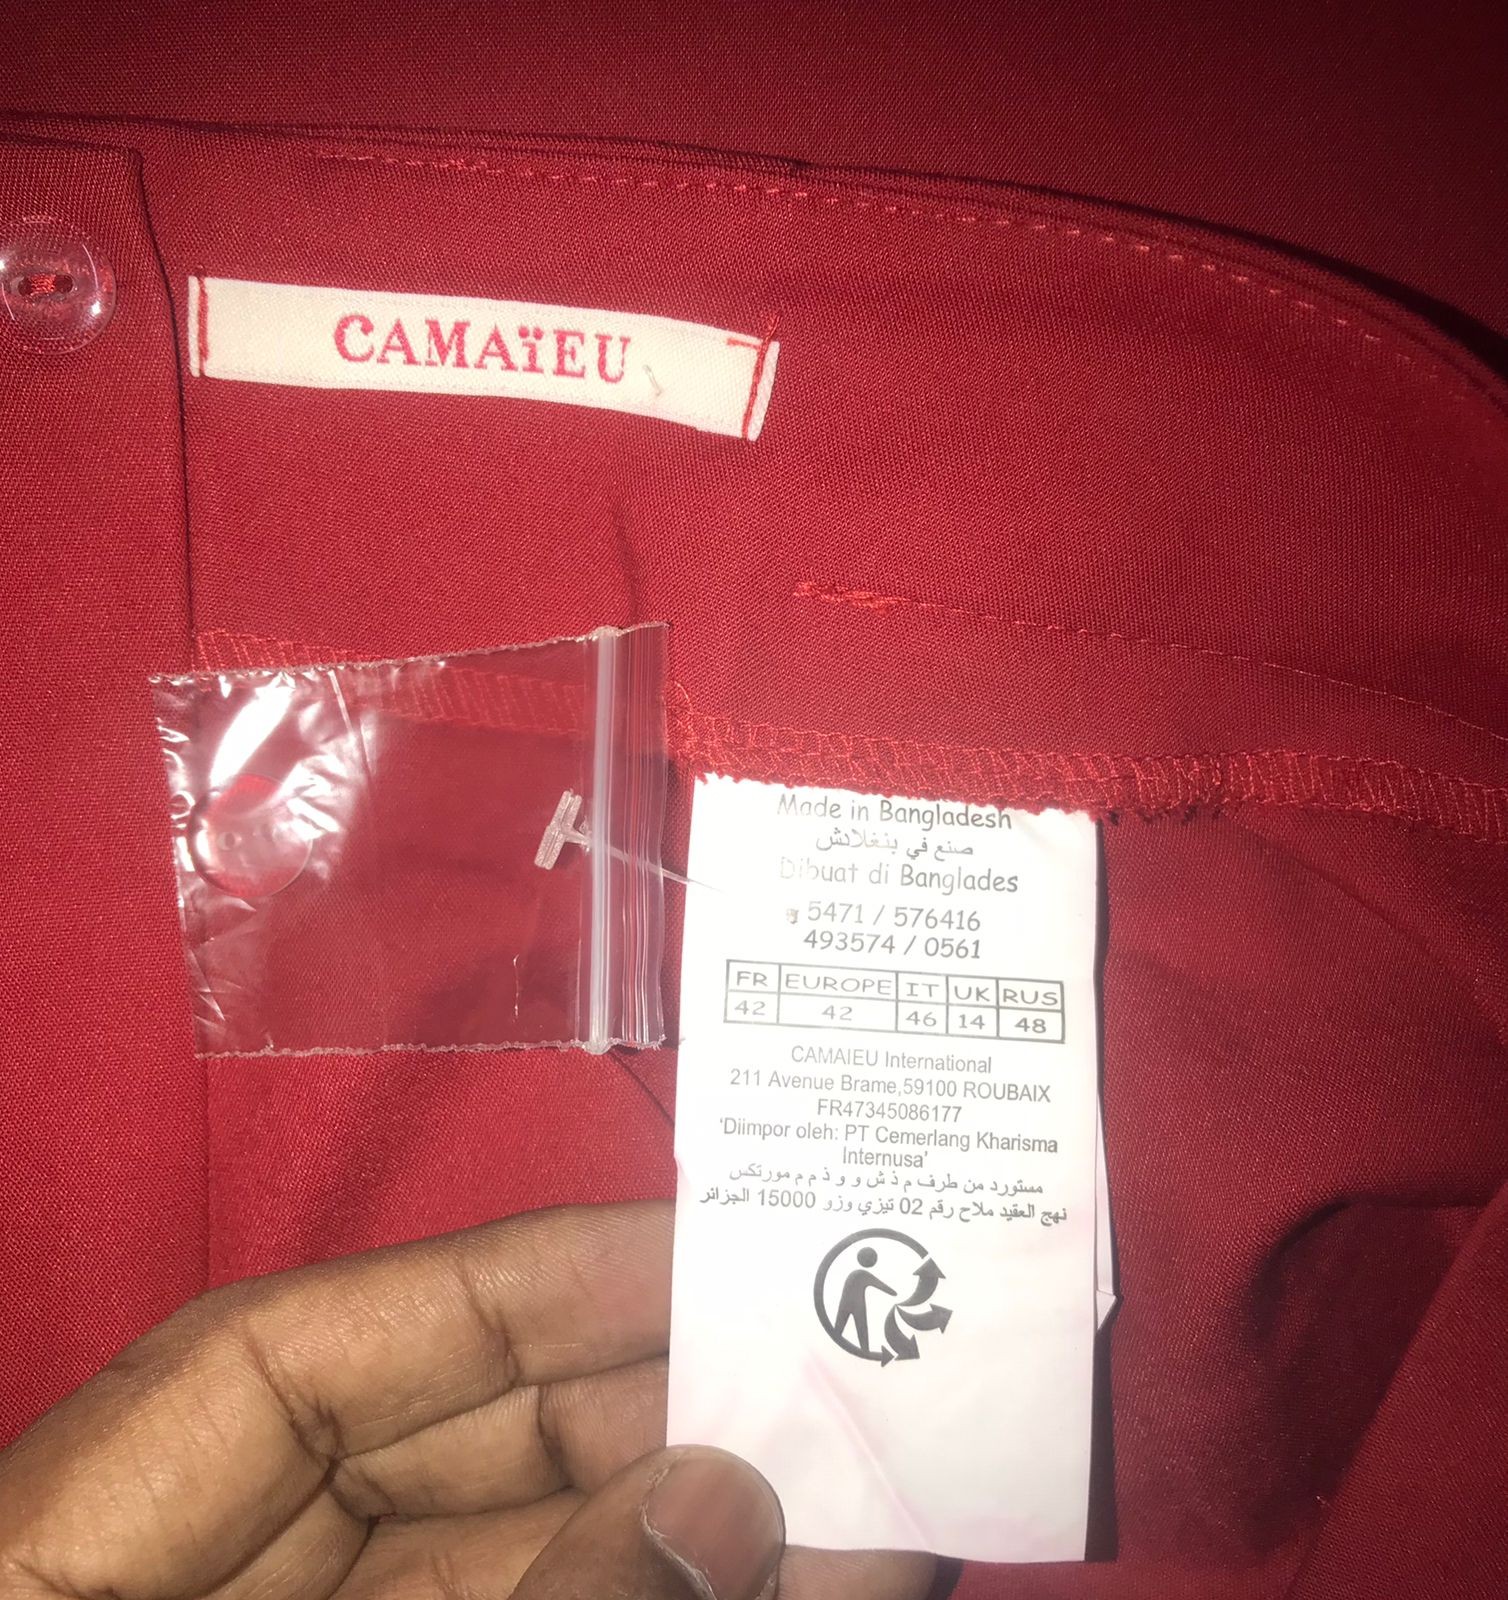 CAMAïEU
Made in Bangladesh
صنع في بنغلادش
Dibuat di Banglades
5471 / 576416
493574 / 0561
FR EUROPE IT UK RUS
42 42 46 14 48
CAMAIEU International
211 Avenue Brame,59100 ROUBAIX
FR47345086177
'Diimpor oleh: PT Cemerlang Kharisma
Internusa'
مستورد من طرف م ذ ش و و ذ م م مورتكس
نهج العقيد ملاح رقم 02 تيزي وزو 15000 الجزائر